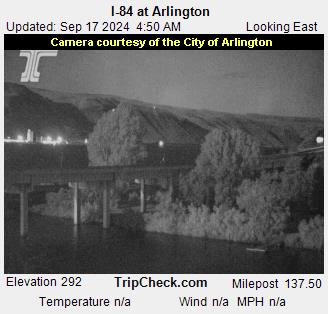 I-84 at Arlington
Updated: Sep 17 2024 4:50 AM Looking East
Camera courtesy of the City of Arlington
Elevation 292 TripCheck.com Milepost 137.50
Temperature n/a Wind n/a MPH n/a